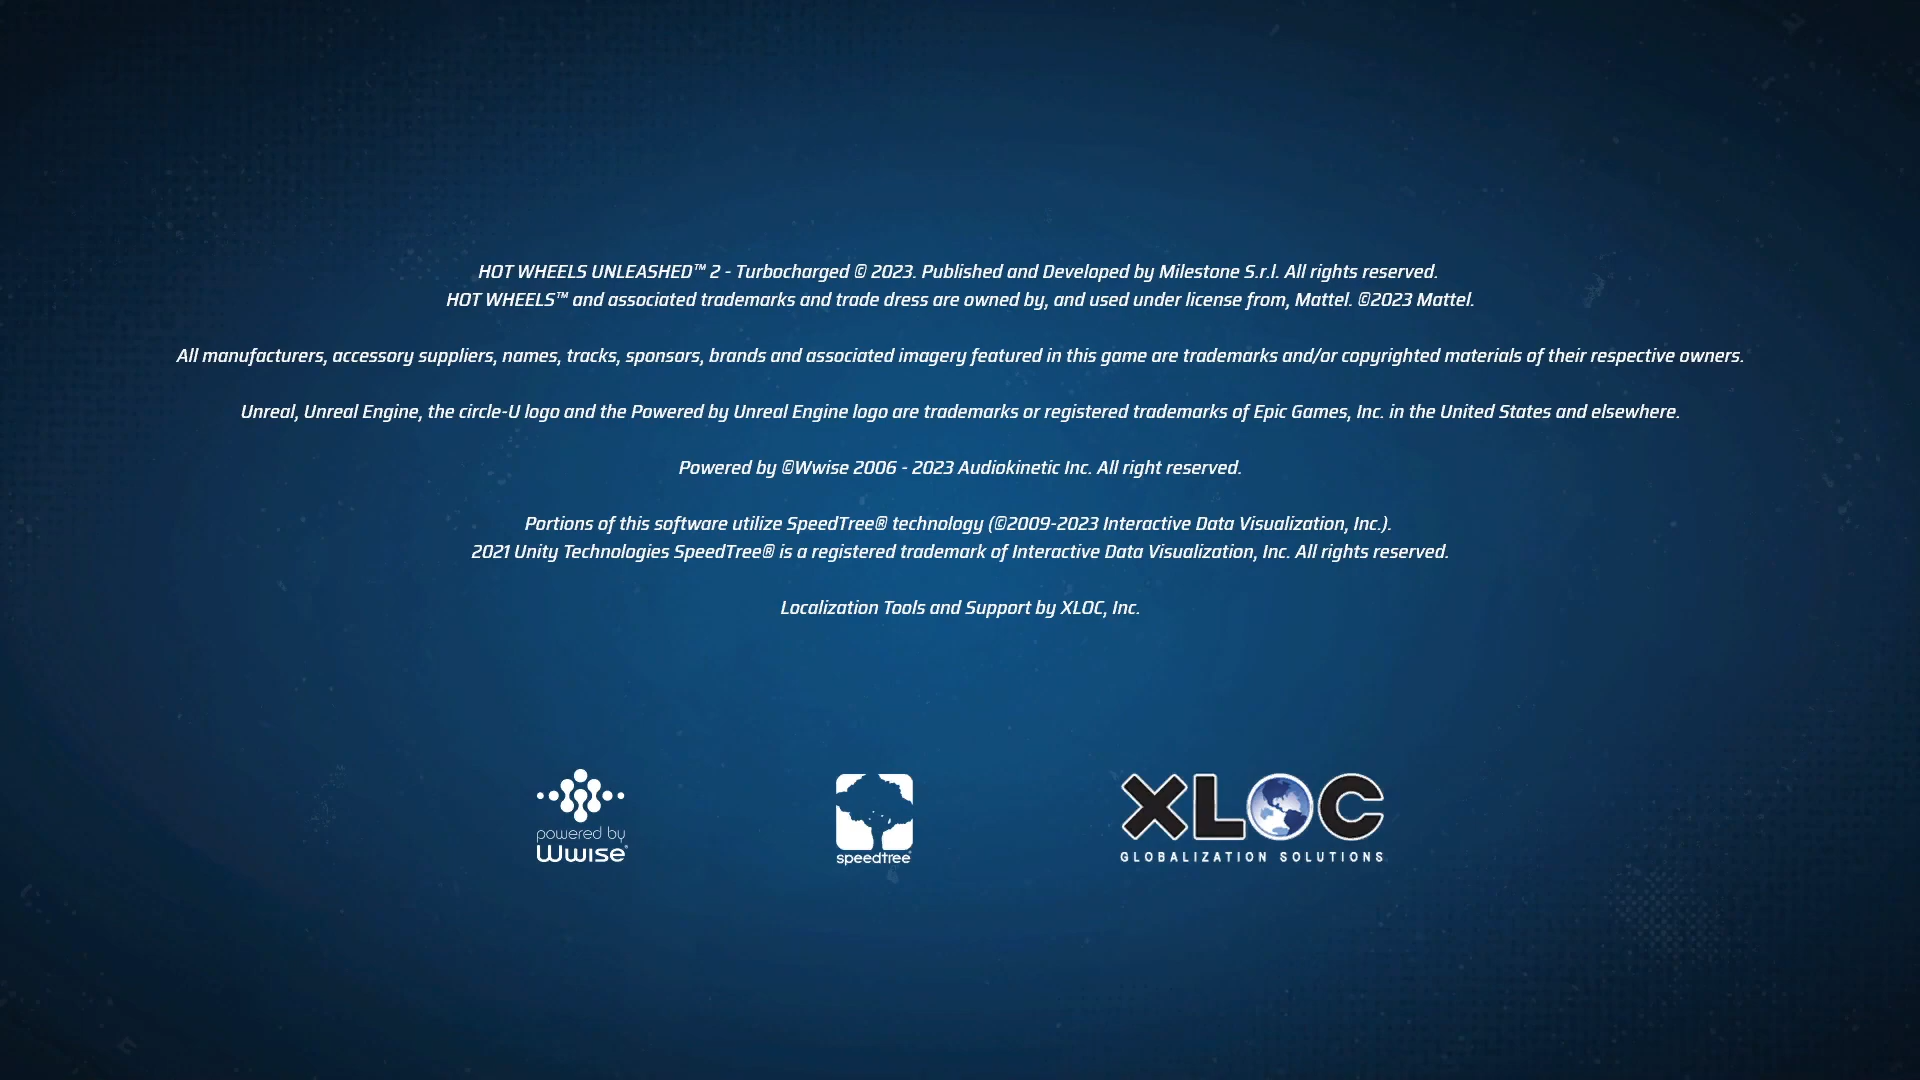 HOT WHEELS UNLEASHED™ 2 - Turbocharged © 2023. Published and Developed by Milestone S.r.l. All rights reserved.
HOT WHEELS™ and associated trademarks and trade dress are owned by, and used under license from, Mattel. ©2023 Mattel.
All manufacturers, accessory suppliers, names, tracks, sponsors, brands and associated imagery featured in this game are trademarks and/or copyrighted materials of their respective owners.
Unreal, Unreal Engine, the circle-U logo and the Powered by Unreal Engine logo are trademarks or registered trademarks of Epic Games, Inc. in the United States and elsewhere.
Powered by ©Wwise 2006 - 2023 Audiokinetic Inc. All right reserved.
Portions of this software utilize SpeedTree® technology (©2009-2023 Interactive Data Visualization, Inc.).
2021 Unity Technologies SpeedTree® is a registered trademark of Interactive Data Visualization, Inc. All rights reserved.
Localization Tools and Support by XLOC, Inc.
powered by
Wwise®
speedtree®
XLOC
GLOBALIZATION SOLUTIONS